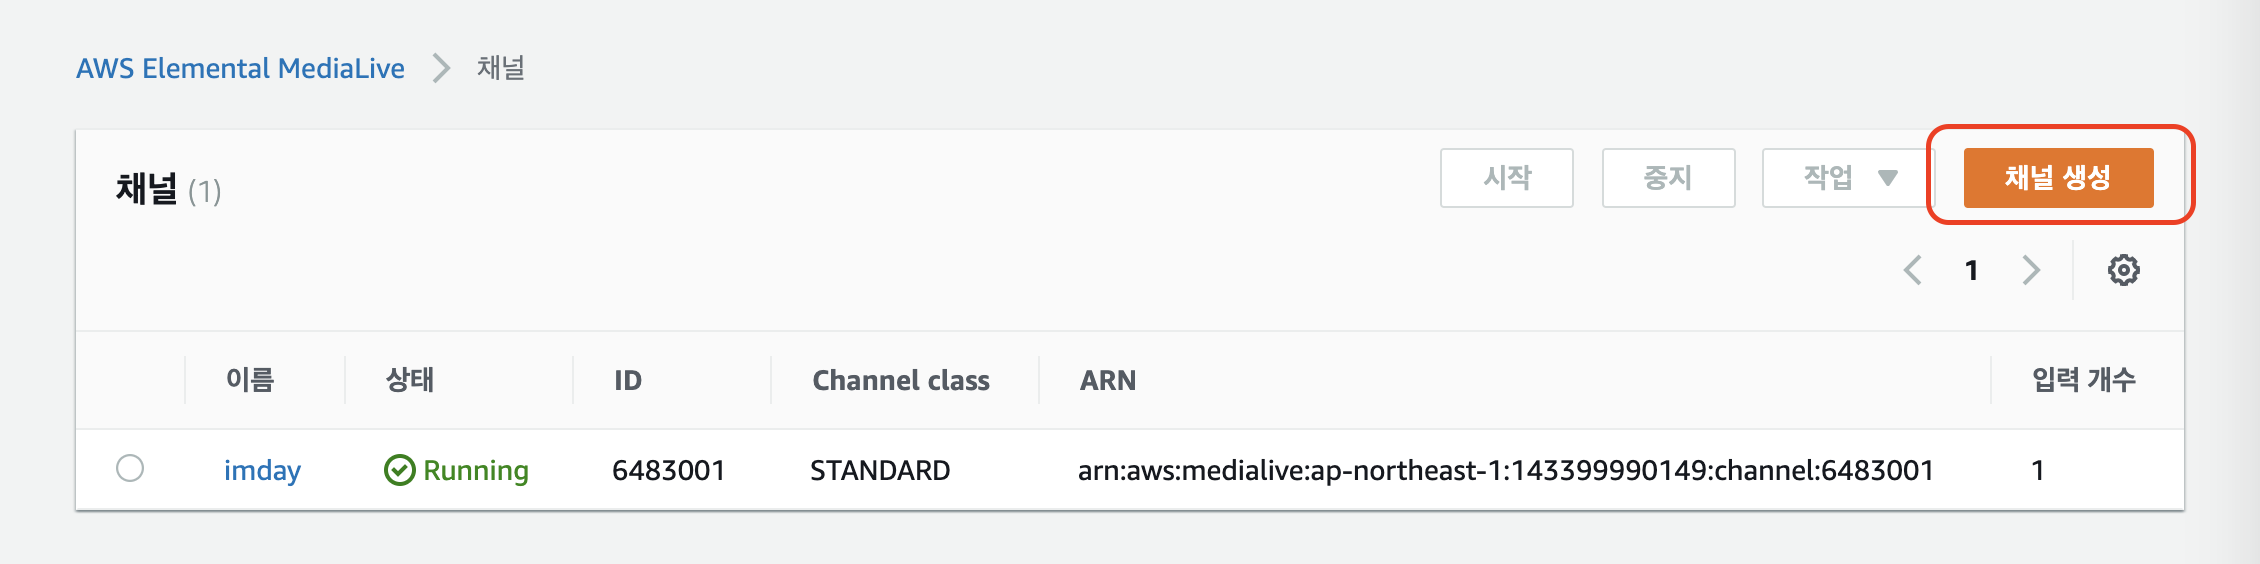 AWS Elemental MediaLive > 채널
채널 (1) 시작 중지 작업 ▼ 채널 생성
< 1 >
이름 상태 ID Channel class ARN 입력 개수
imday Running 6483001 STANDARD arn:aws:medialive:ap-northeast-1:143399990149:channel:6483001 1